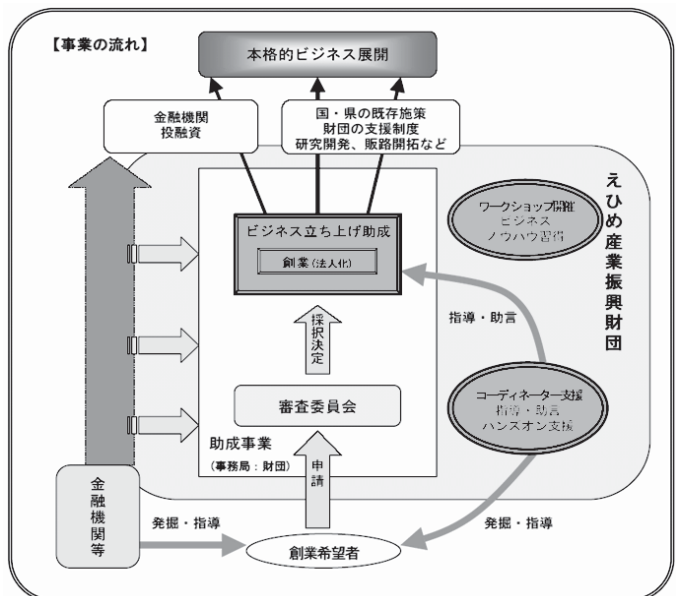 【事業の流れ】
本格的ビジネス展開
金融機関
投融資
国・県の既存施策
財団の支援制度
研究開発、販路開拓など
えひめ産業振興財団
ワークショップ開催
ビジネス
ノウハウ習得
ビジネス立ち上げ助成
創業(法人化)
指導・助言
採択決定
コーディネーター支援
指導・助言
ハンズオン支援
審査委員会
助成事業
(事務局:財団)
申請
金融機関等
発掘・指導
発掘・指導
創業希望者